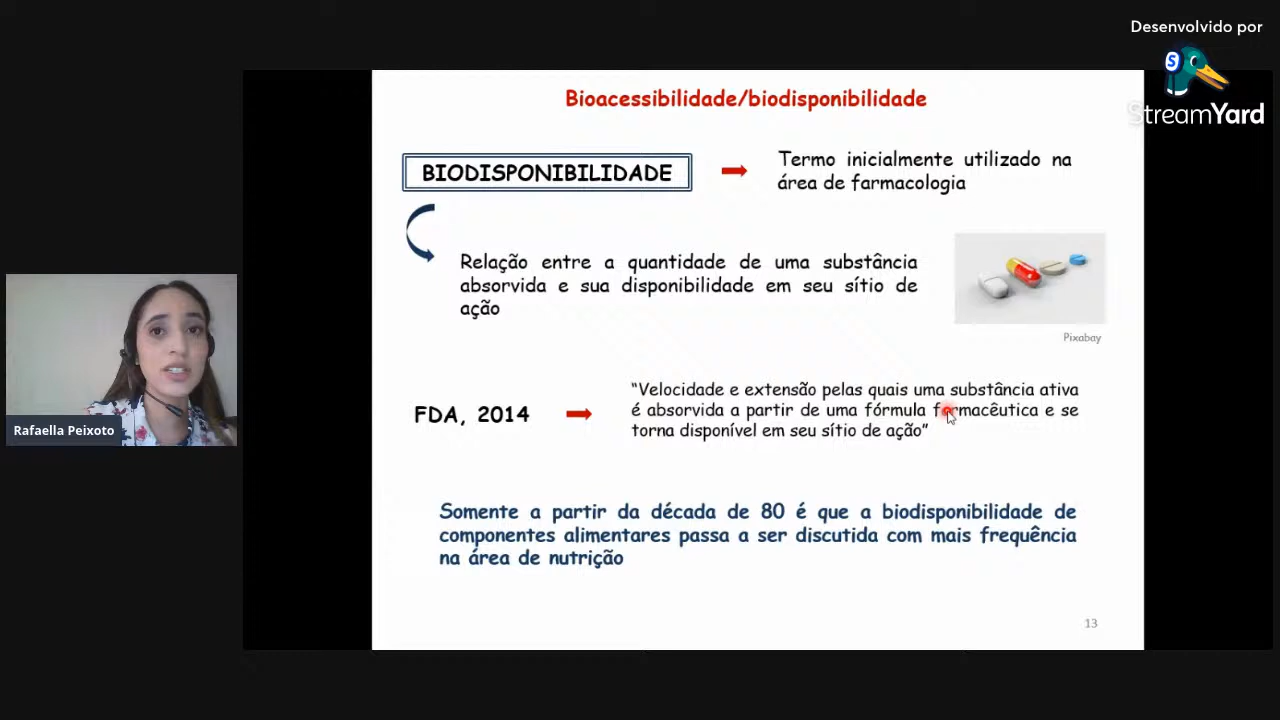 Desenvolvido por
S
StreamYard
Bioacessibilidade/biodisponibilidade
BIODISPONIBILIDADE
Termo inicialmente utilizado na
área de farmacologia
Relação entre a quantidade de uma substância
absorvida e sua disponibilidade em seu sítio de
ação
Pixabay
FDA, 2014
“Velocidade e extensão pelas quais uma substância ativa
é absorvida a partir de uma fórmula farmacêutica e se
torna disponível em seu sítio de ação”
Rafaella Peixoto
Somente a partir da década de 80 é que a biodisponibilidade de
componentes alimentares passa a ser discutida com mais frequência
na área de nutrição
13